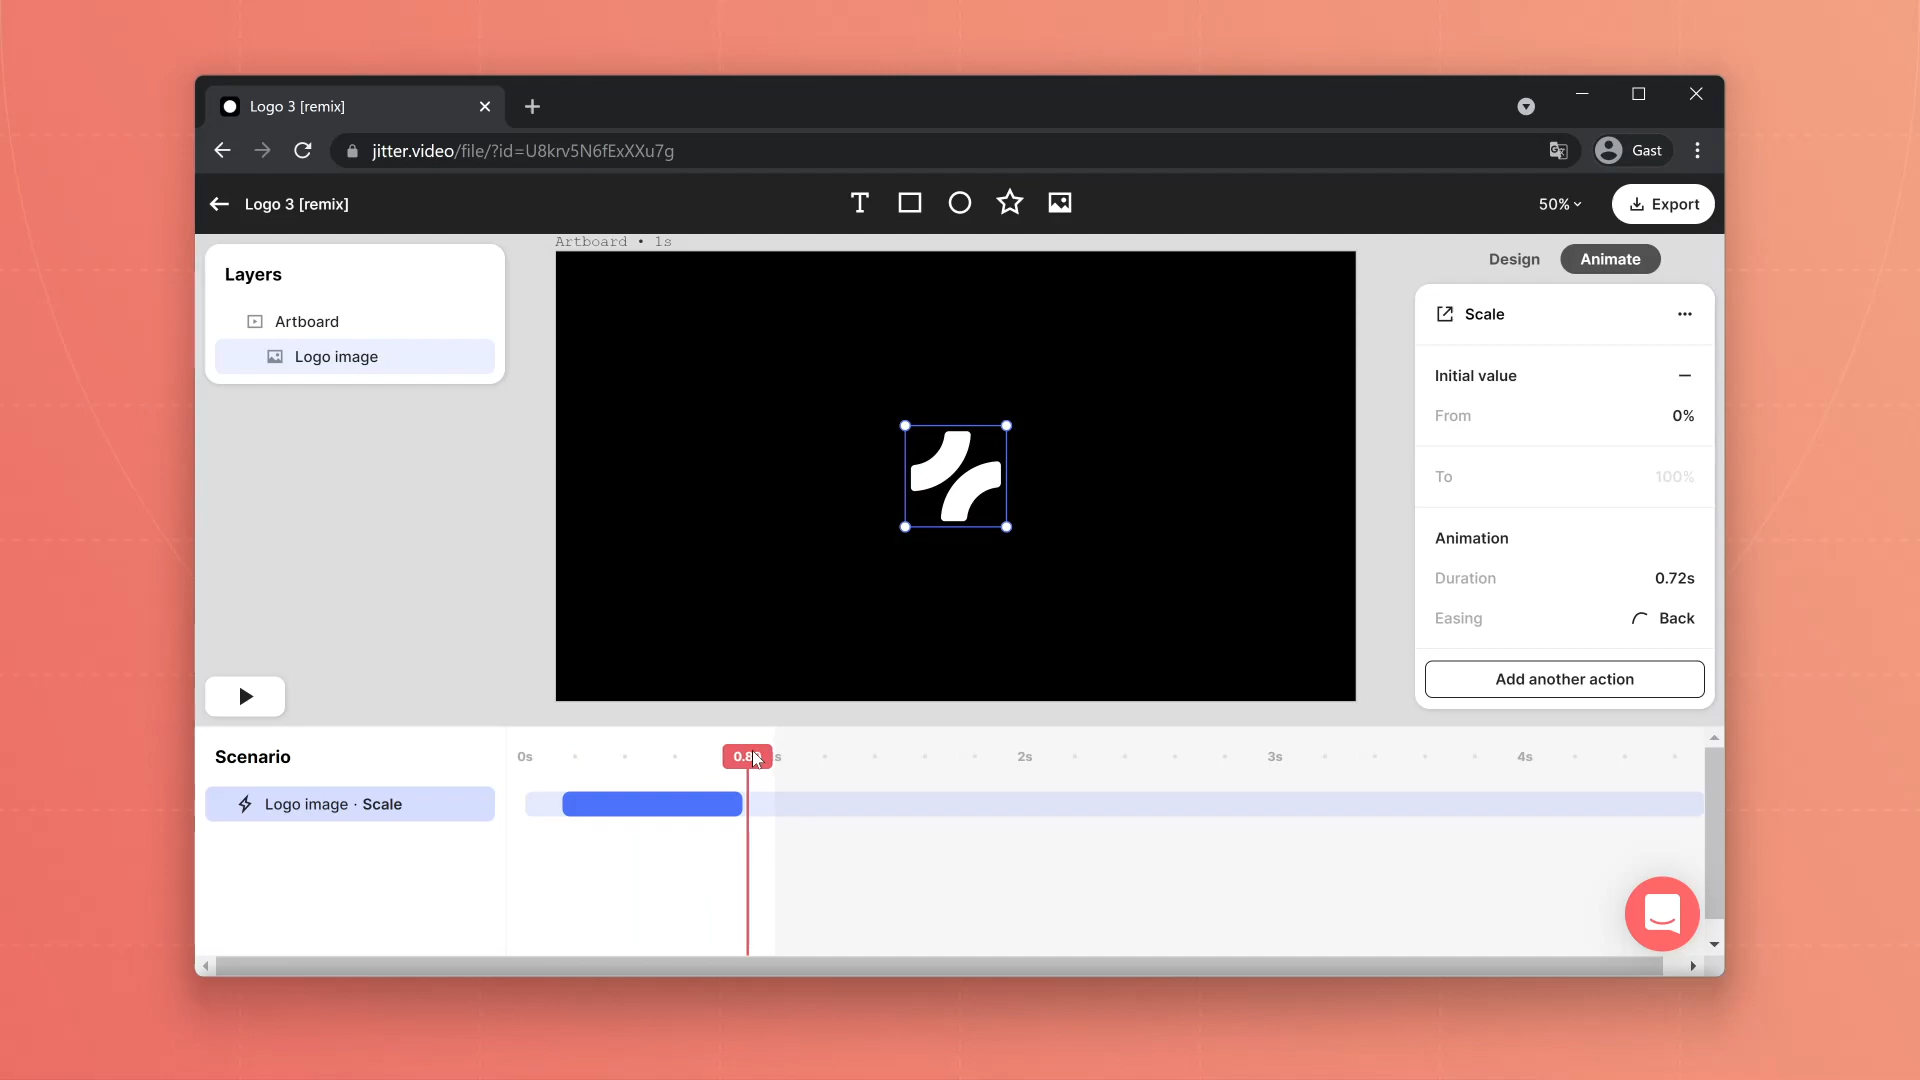 Logo 3 [remix]
jitter.video/file/?id=U8krv5N6fExXXu7g
Gast
Logo 3 [remix]
T
50%
Export
Artboard • 1s
Design
Animate
Layers
Artboard
Logo image
Scale
Initial value
From
0%
To
100%
Animation
Duration
0.72s
Easing
Back
Add another action
Scenario
0s
s
2s
3s
4s
Logo image · Scale